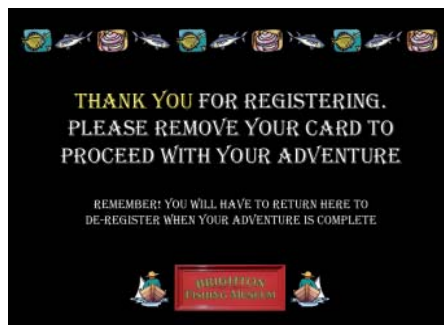 THANK YOU FOR REGISTERING.
PLEASE REMOVE YOUR CARD TO
PROCEED WITH YOUR ADVENTURE
REMEMBER! YOU WILL HAVE TO RETURN HERE TO
DE-REGISTER WHEN YOUR ADVENTURE IS COMPLETE
BRIGHTON
FISHING MUSEUM